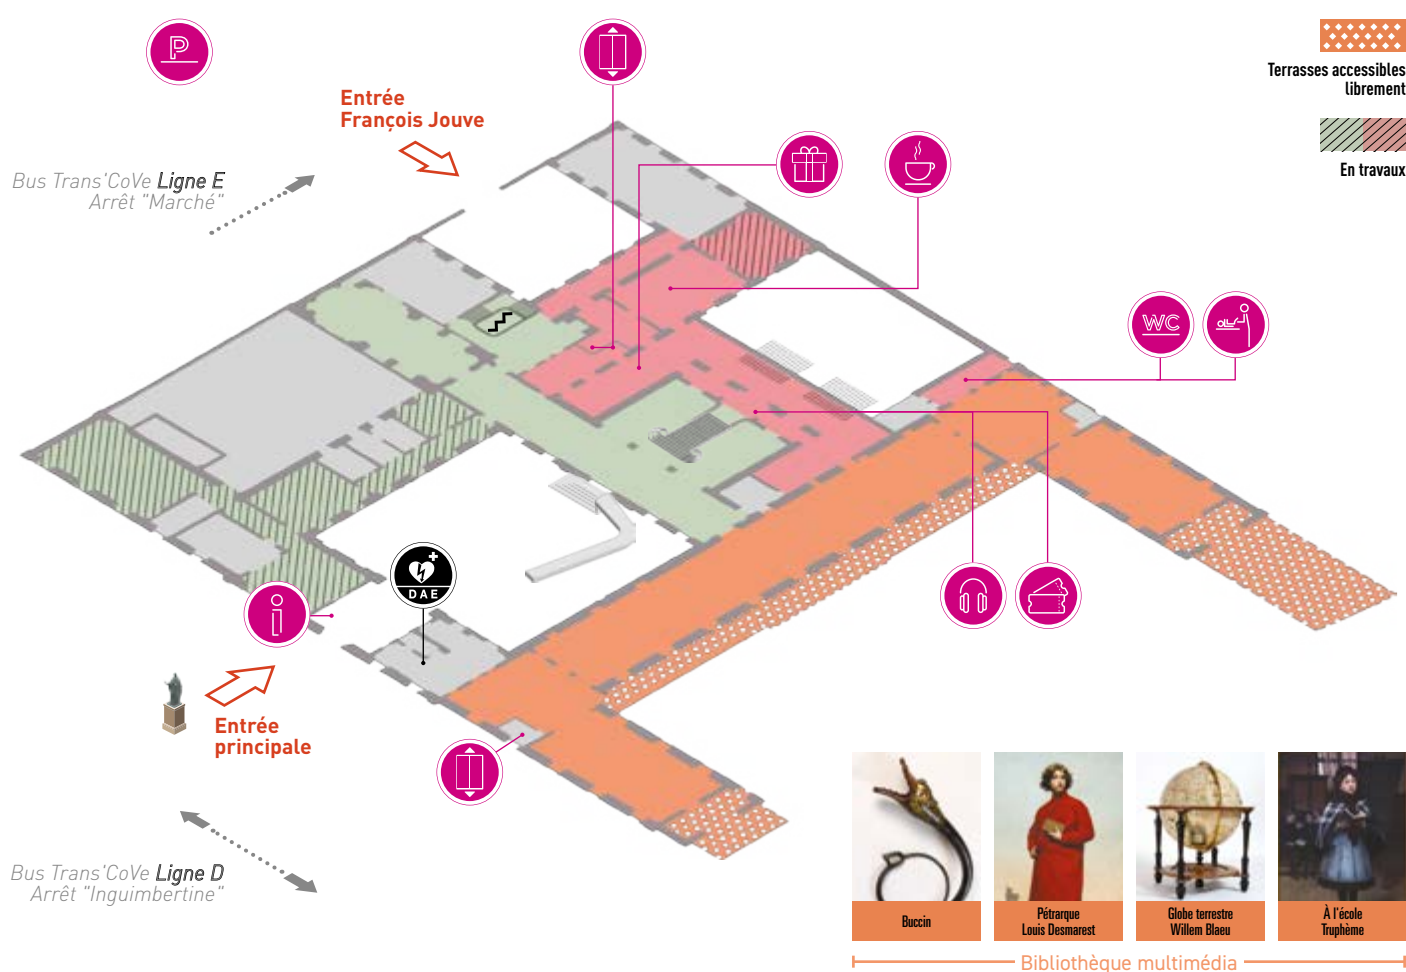 P
Terrasses accessibles
librement
En travaux
Entrée
François Jouve
Bus Trans'CoVe Ligne E
Arrêt "Marché"
WC
DAE
i
Entrée
principale
Bus Trans'CoVe Ligne D
Arrêt "Inguimbertine"
Buccin
Pétrarque
Louis Desmarest
Globe terrestre
Willem Blaeu
À l'école
Truphème
Bibliothèque multimédia